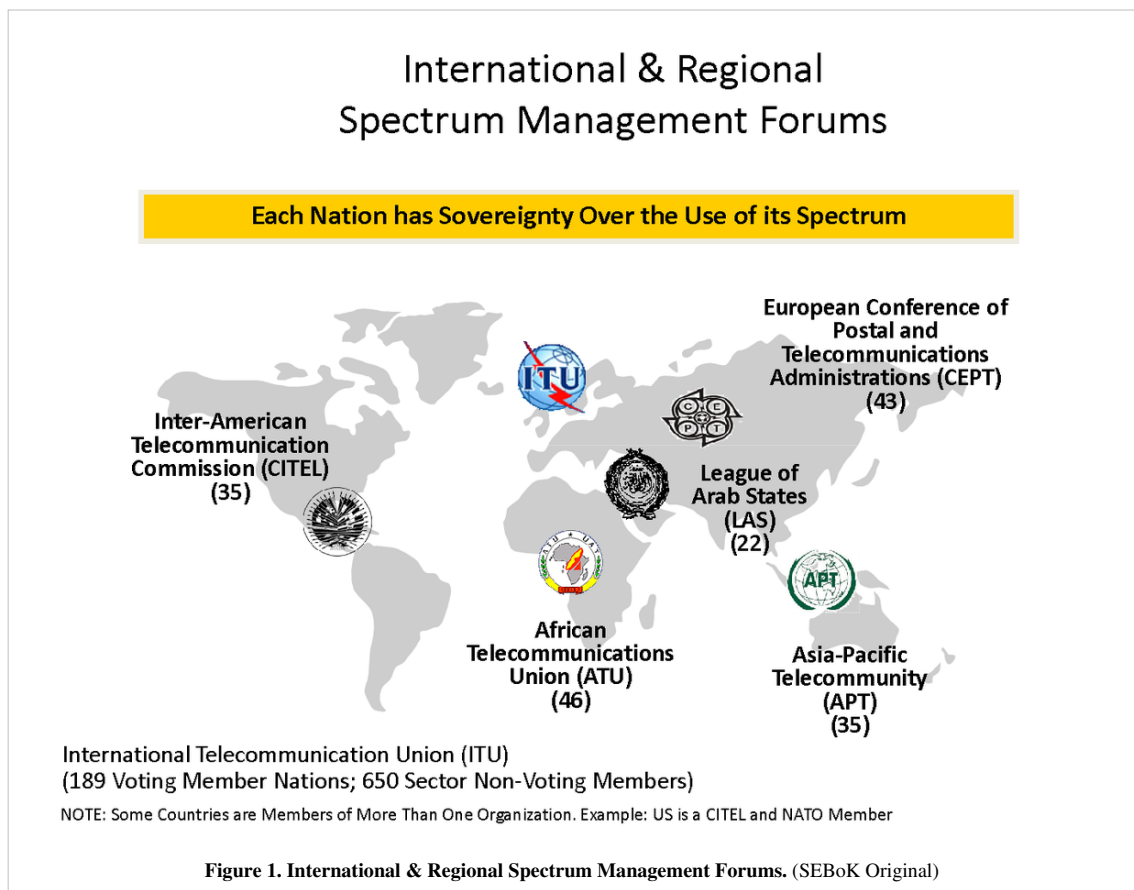 International & Regional
Spectrum Management Forums
Each Nation has Sovereignty Over the Use of its Spectrum
European Conference of
Postal and
Telecommunications
Administrations (CEPT)
(43)
ITU
C E
P T
Inter-American
Telecommunication
Commission (CITEL)
(35)
League of
Arab States
(LAS)
(22)
ATU ★ UAT
APT
African
Telecommunications
Union (ATU)
(46)
Asia-Pacific
Telecommunity
(APT)
(35)
International Telecommunication Union (ITU)
(189 Voting Member Nations; 650 Sector Non-Voting Members)
NOTE: Some Countries are Members of More Than One Organization. Example: US is a CITEL and NATO Member
Figure 1. International & Regional Spectrum Management Forums. (SEBoK Original)